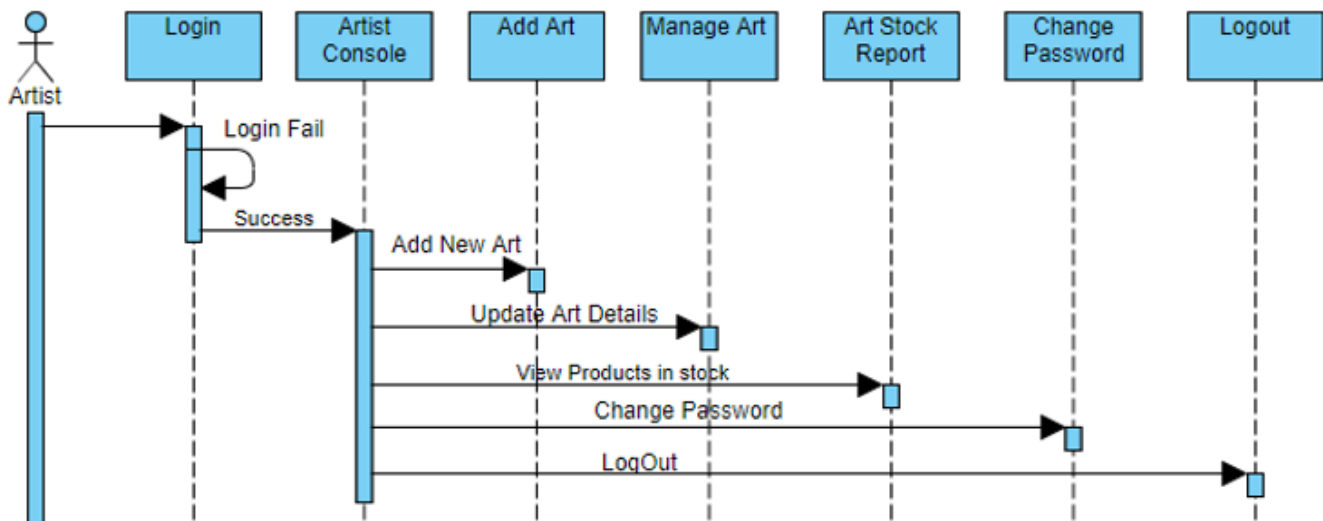 Login
Artist
Console
Add Art
Manage Art
Art Stock
Report
Change
Password
Logout
Artist
Login Fail
Success
Add New Art
Update Art Details
View Products in stock
Change Password
LogOut